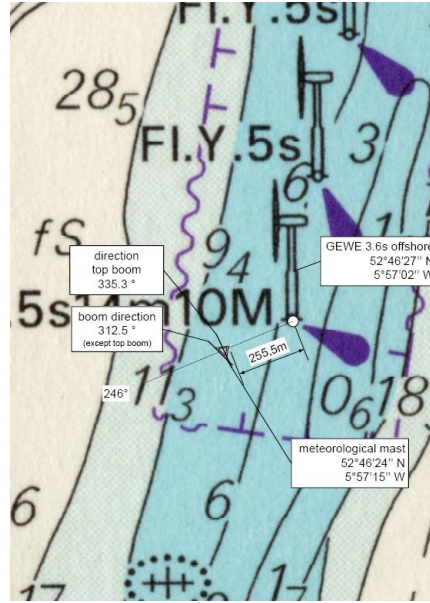 Fl.Y.5s
28₅
Fl.Y.5s
3
6
fS
direction
top boom
335.3 °
9₄
1
GEWE 3.6s offshore
52°46'27" N
5°57'02" W
5s14m10M
boom direction
312.5 °
(except top boom)
255.5m
246°
11₃
0₆
18
meteorological mast
52°46'24" N
5°57'15" W
6
6
17
17